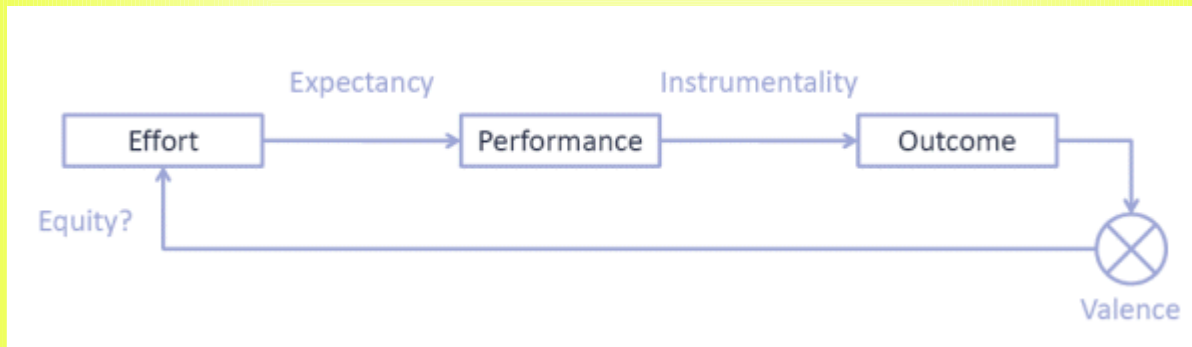 Expectancy
Instrumentality
Effort
Performance
Outcome
Equity?
Valence